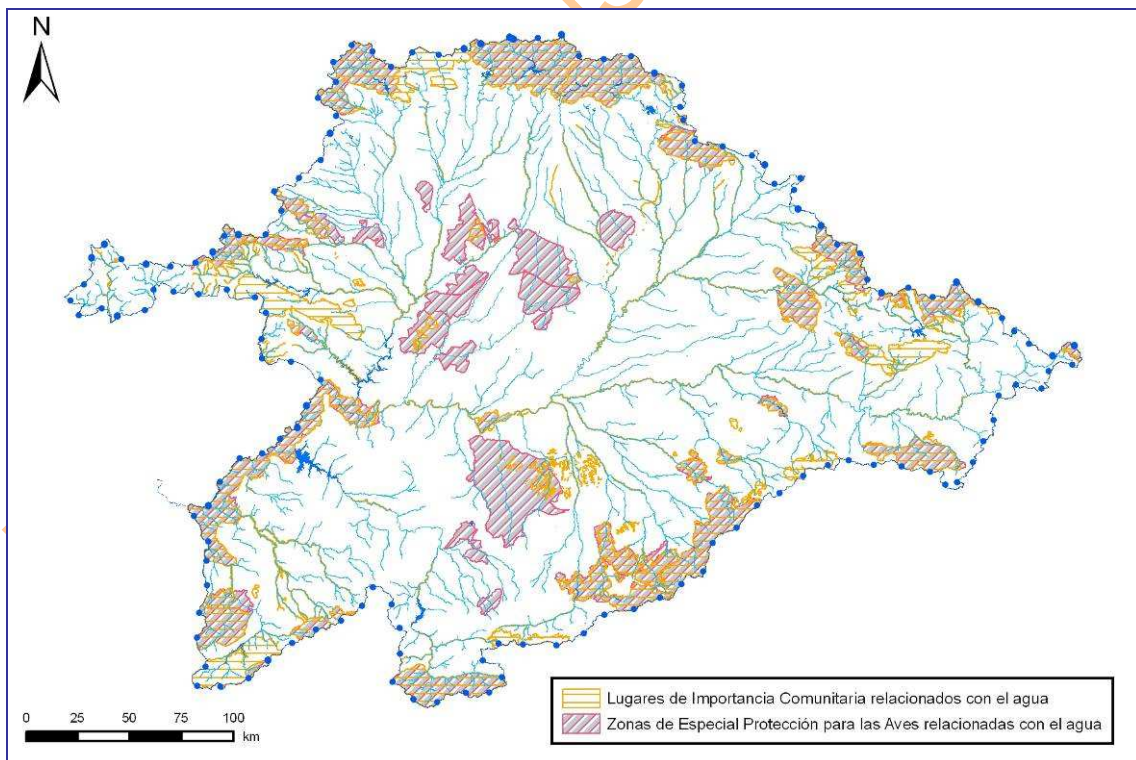 N
Lugares de Importancia Comunitaria relacionados con el agua
Zonas de Especial Protección para las Aves relacionadas con el agua
0 25 50 75 100
km